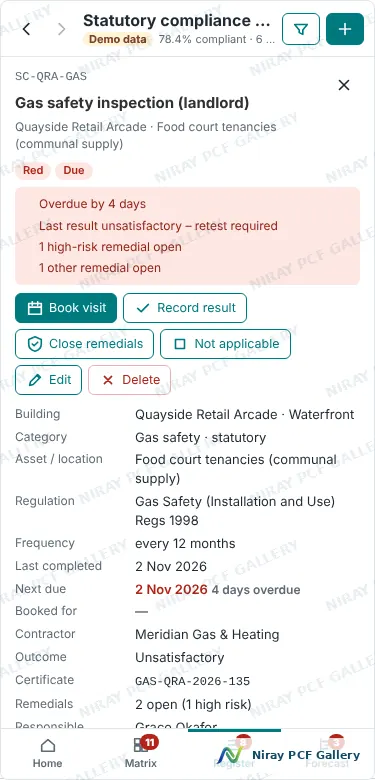 Statutory compliance ...
Demo data 78.4% compliant · 6 ...
SC-QRA-GAS
Gas safety inspection (landlord)
Quayside Retail Arcade · Food court tenancies
(communal supply)
Red Due
Overdue by 4 days
Last result unsatisfactory – retest required
1 high-risk remedial open
1 other remedial open
Book visit Record result
Close remedials Not applicable
Edit Delete
Building Quayside Retail Arcade · Waterfront
Category Gas safety · statutory
Asset / location Food court tenancies (communal
supply)
Regulation Gas Safety (Installation and Use)
Regs 1998
Frequency every 12 months
Last completed 2 Nov 2026
Next due 2 Nov 2026 4 days overdue
Booked for —
Contractor Meridian Gas & Heating
Outcome Unsatisfactory
Certificate GAS-QRA-2026-135
Remedials 2 open (1 high risk)
Responsible Grace Okafor
11
Home Matrix Register Forecast
Niray PCF Gallery
NIRAY PCF GALLERY